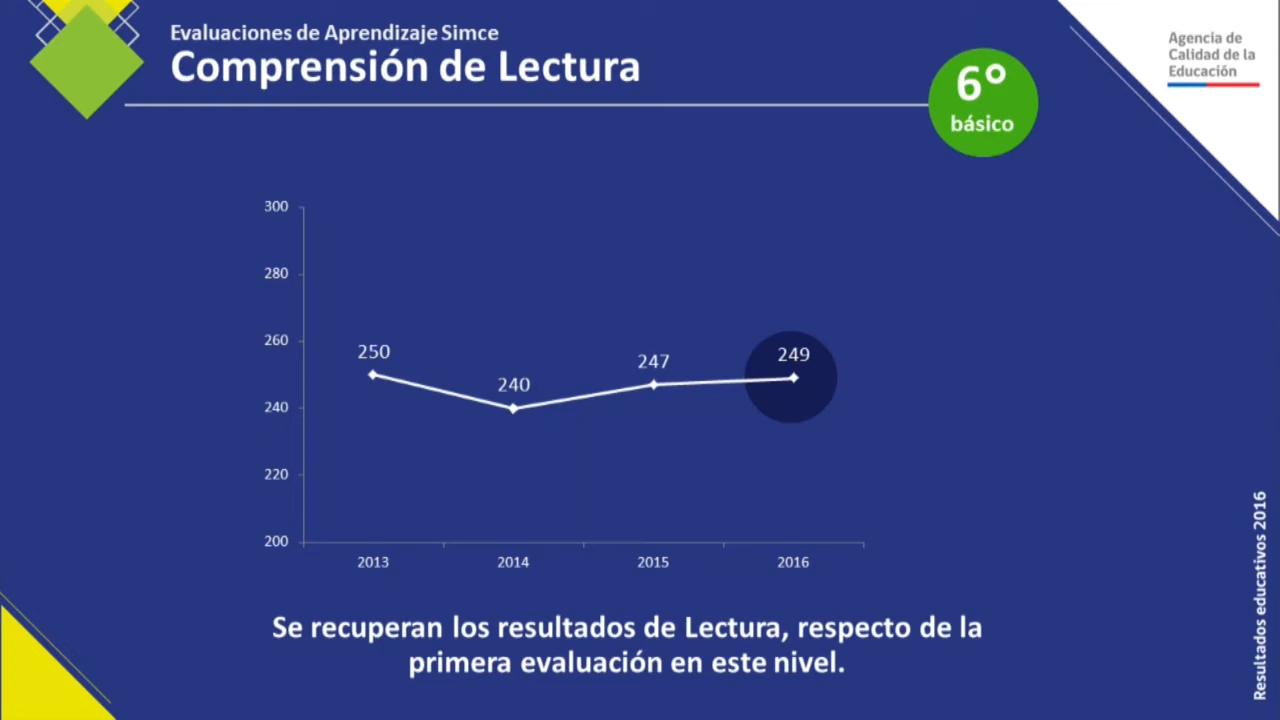 Evaluaciones de Aprendizaje Simce
Comprensión de Lectura
6°
básico
Agencia de
Calidad de la
Educación
300
280
260
240
220
200
250
240
247
249
2013
2014
2015
2016
Se recuperan los resultados de Lectura, respecto de la
primera evaluación en este nivel.
Resultados educativos 2016